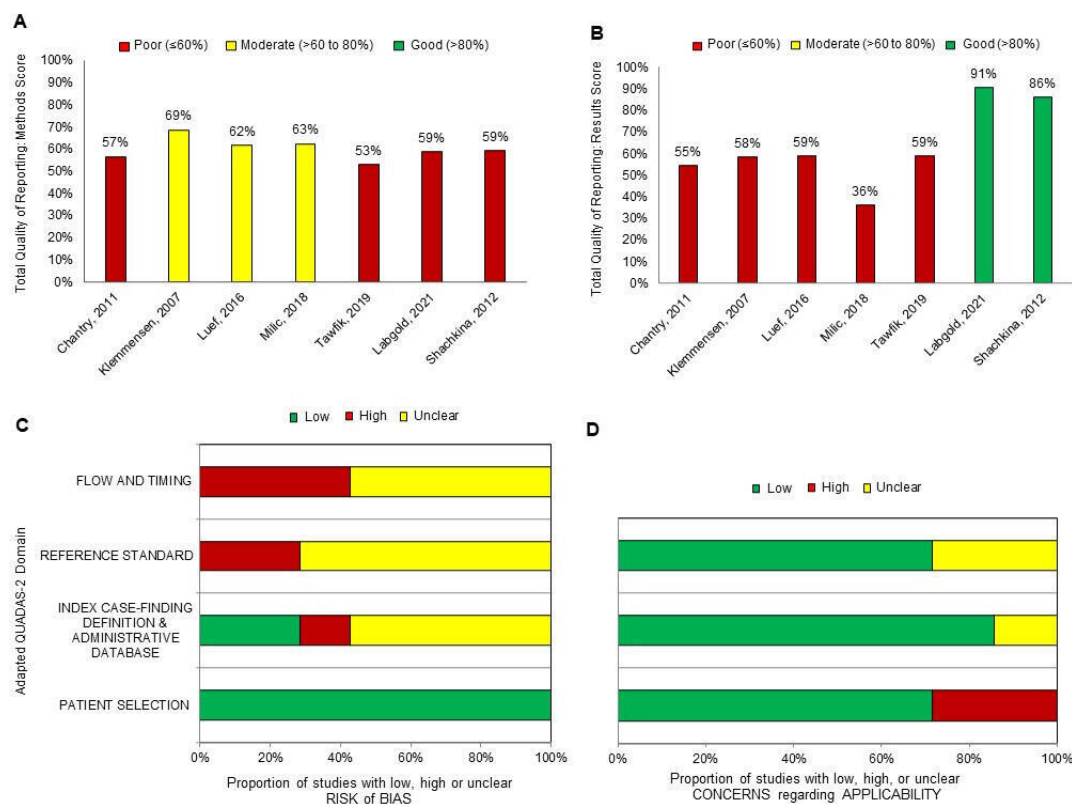 A
Poor (≤60%) Moderate (>60 to 80%) Good (>80%)
Total Quality of Reporting: Methods Score
100%
90%
80%
70%
60%
50%
40%
30%
20%
10%
0%
57%
69%
62%
63%
53%
59%
59%
Chantry, 2011
Klemmensen, 2007
Luef, 2016
Milic, 2018
Tawfik, 2019
Labgold, 2021
Shachkina, 2012
B
Poor (≤60%) Moderate (>60 to 80%) Good (>80%)
Total Quality of Reporting: Results Score
100%
90%
80%
70%
60%
50%
40%
30%
20%
10%
0%
55%
58%
59%
36%
59%
91%
86%
Chantry, 2011
Klemmensen, 2007
Luef, 2016
Milic, 2018
Tawfik, 2019
Labgold, 2021
Shachkina, 2012
C
Low High Unclear
Adapted QUADAS-2 Domain
FLOW AND TIMING
REFERENCE STANDARD
INDEX CASE-FINDING
DEFINITION &
ADMINISTRATIVE
DATABASE
PATIENT SELECTION
0% 20% 40% 60% 80% 100%
Proportion of studies with low, high, or unclear
RISK of BIAS
D
Low High Unclear
0% 20% 40% 60% 80% 100%
Proportion of studies with low, high, or unclear
CONCERNS regarding APPLICABILITY